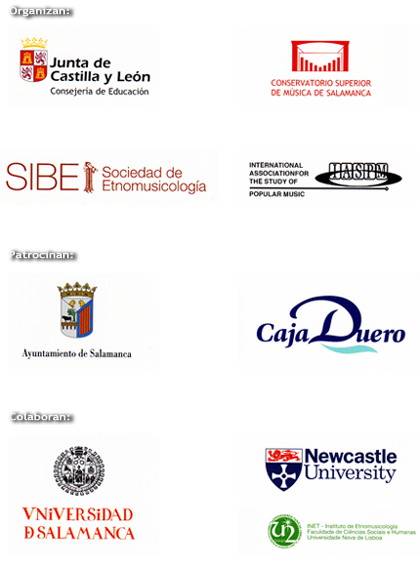 Organizan:
Junta de
Castilla y León
Consejería de Educación
CONSERVATORIO SUPERIOR
DE MÚSICA DE SALAMANCA
SIBE Sociedad de
Etnomusicología
INTERNATIONAL
ASSOCIATIONFOR
THE STUDY OF
POPULAR MUSIC
IASPM
Patrocinan:
Ayuntamiento de Salamanca
Caja Duero
Colaboran:
VNiVERSiDAD
D SALAMANCA
Newcastle
University
INET - Instituto de Etnomusicologia
Faculdade de Ciências Sociais e Humanas
Universidade Nova de Lisboa